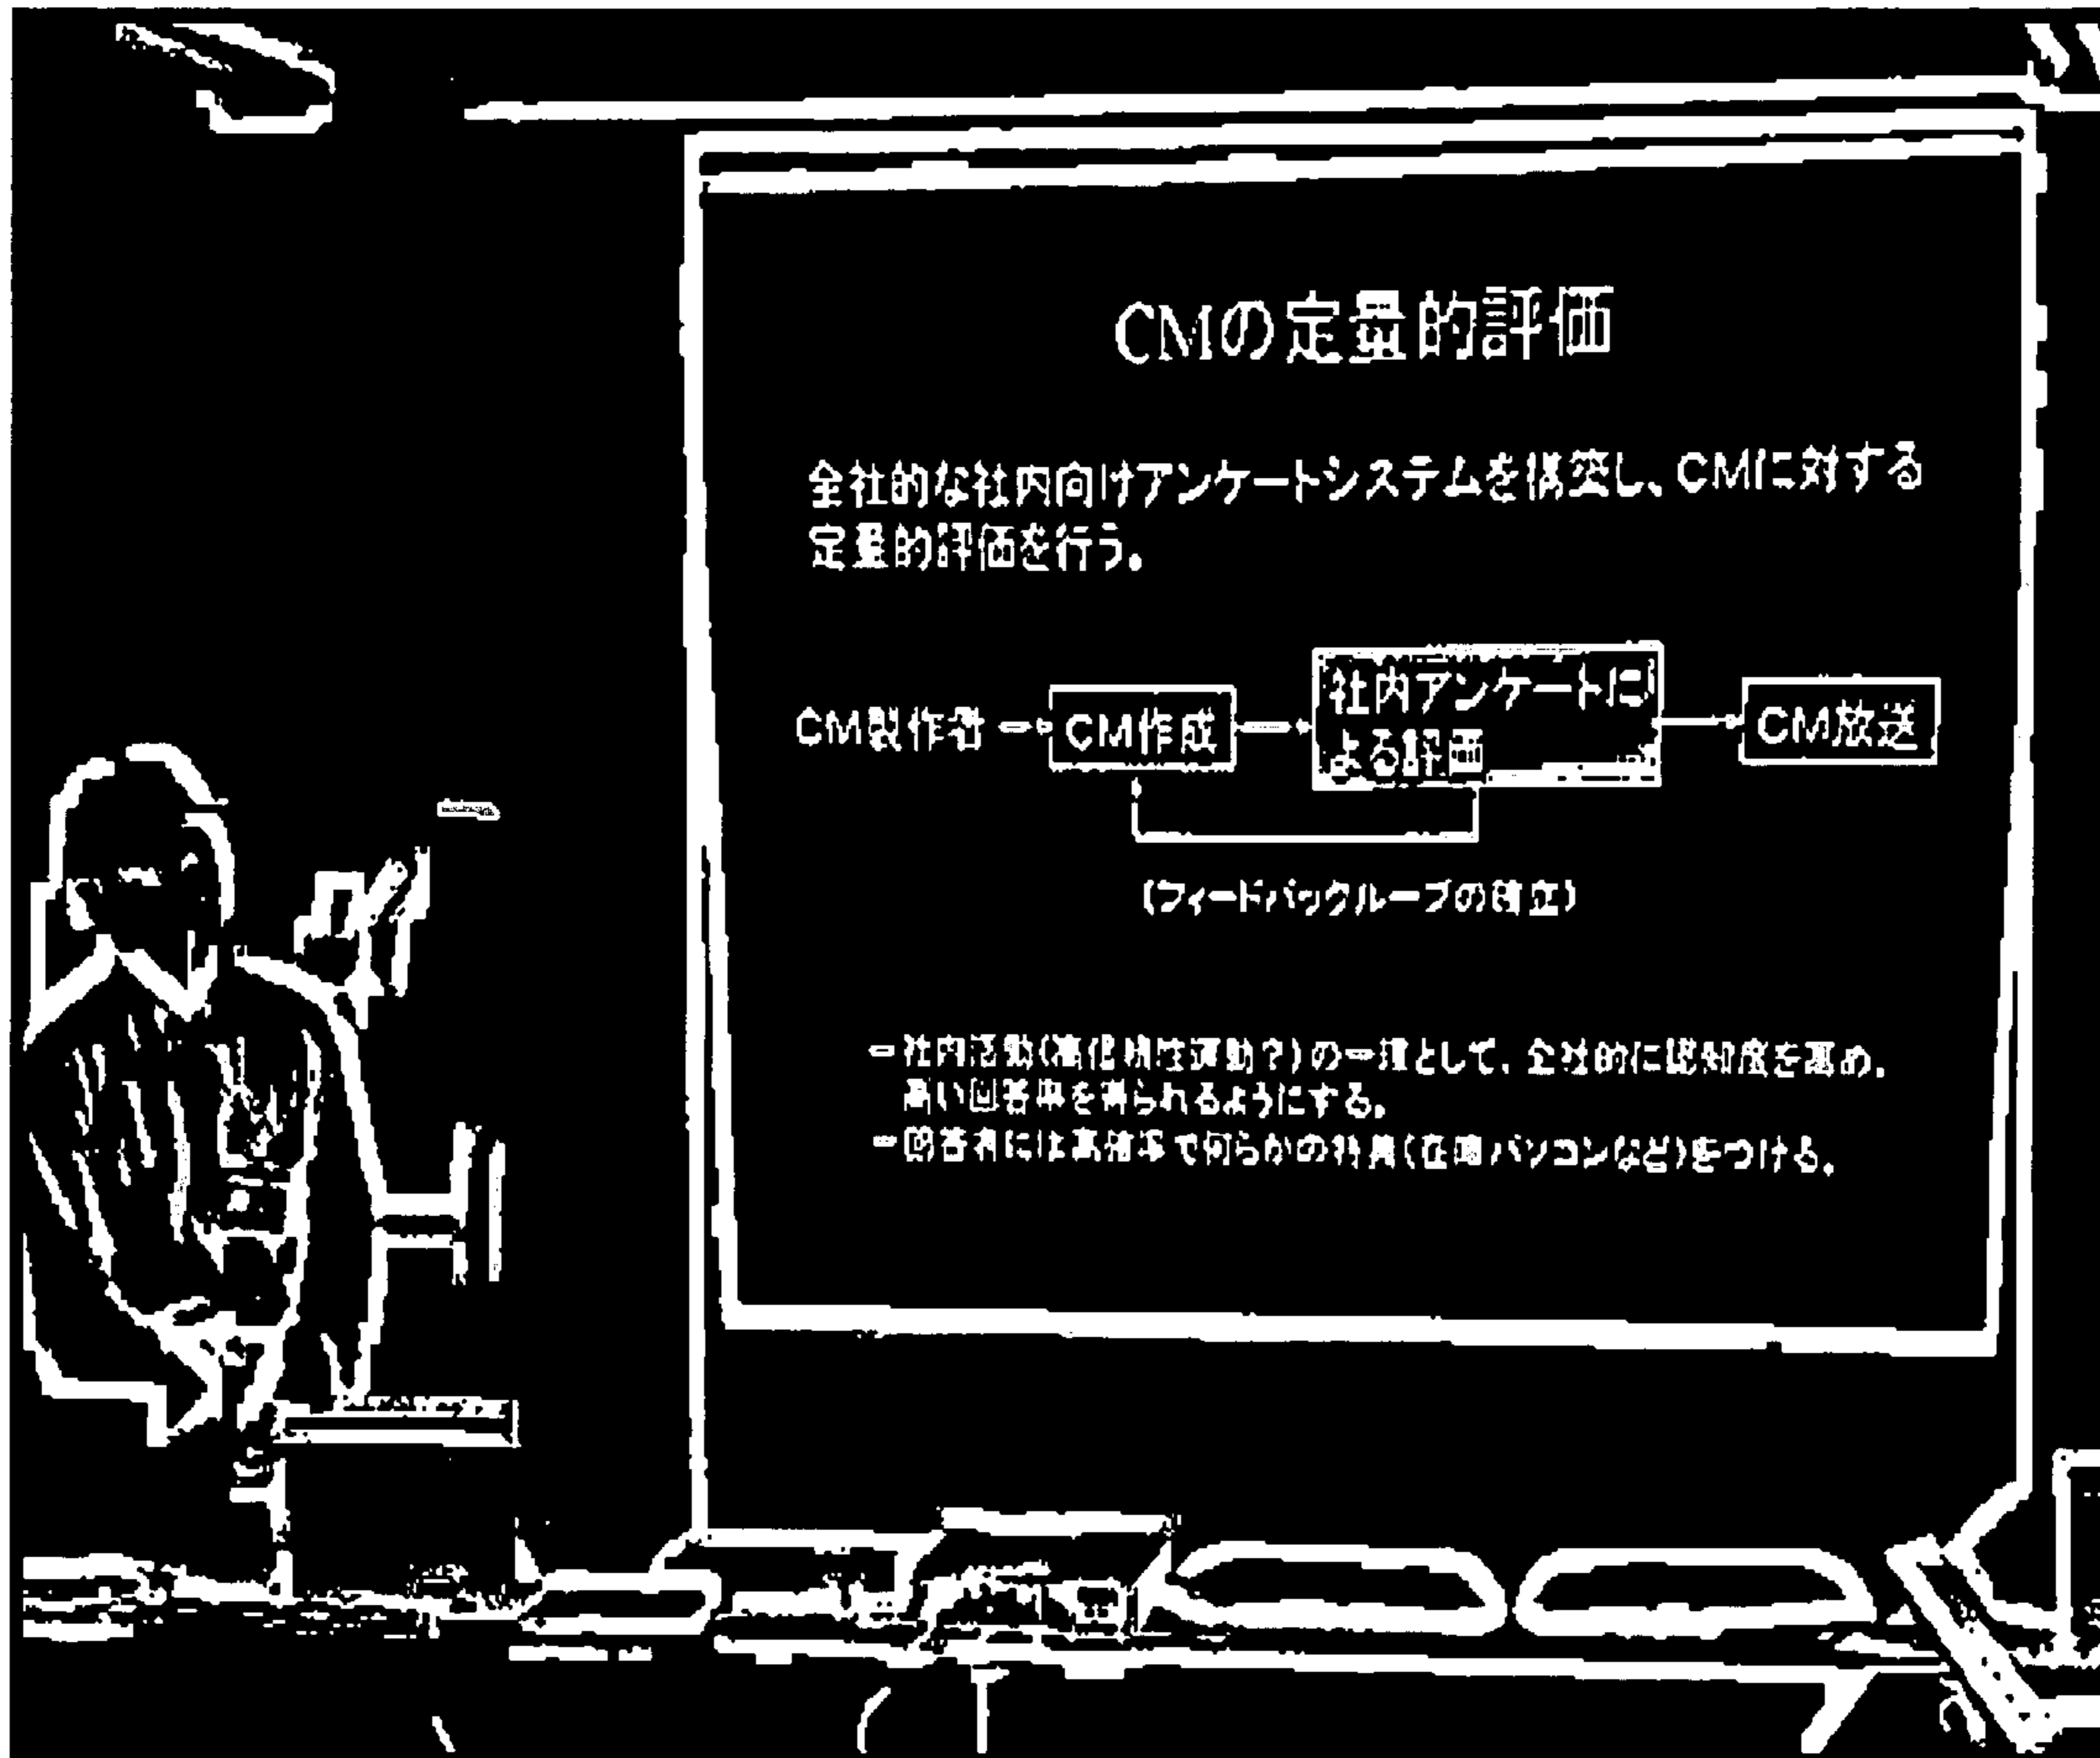 CMの定量的評価
全社的な社内向けアンケートシステムを構築し、CMに対する
定量的評価を行う。
CM製作者
CM作成
社内アンケートに
よる評価
CM放送
(フィードバックループの確立)
-社内活動( ?)の一環として、全社的に認知度を高め、
高い回答率を得られるようにする。
-回答者には高確率で何らかの特典( パソコンなど)をつける。